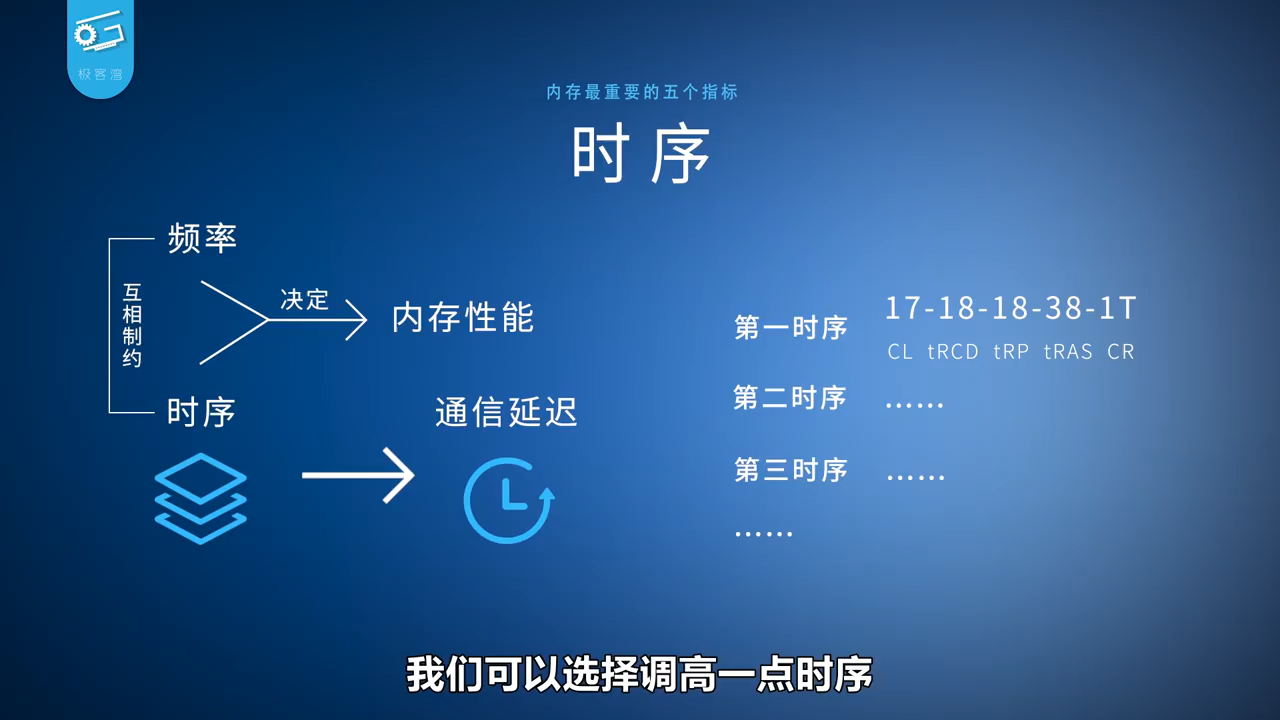 极客湾
内存最重要的五个指标
时序
频率
互相制约
决定
内存性能
时序
通信延迟
第一时序 17-18-18-38-1T
CL tRCD tRP tRAS CR
第二时序 ……
第三时序 ……
……
我们可以选择调高一点时序